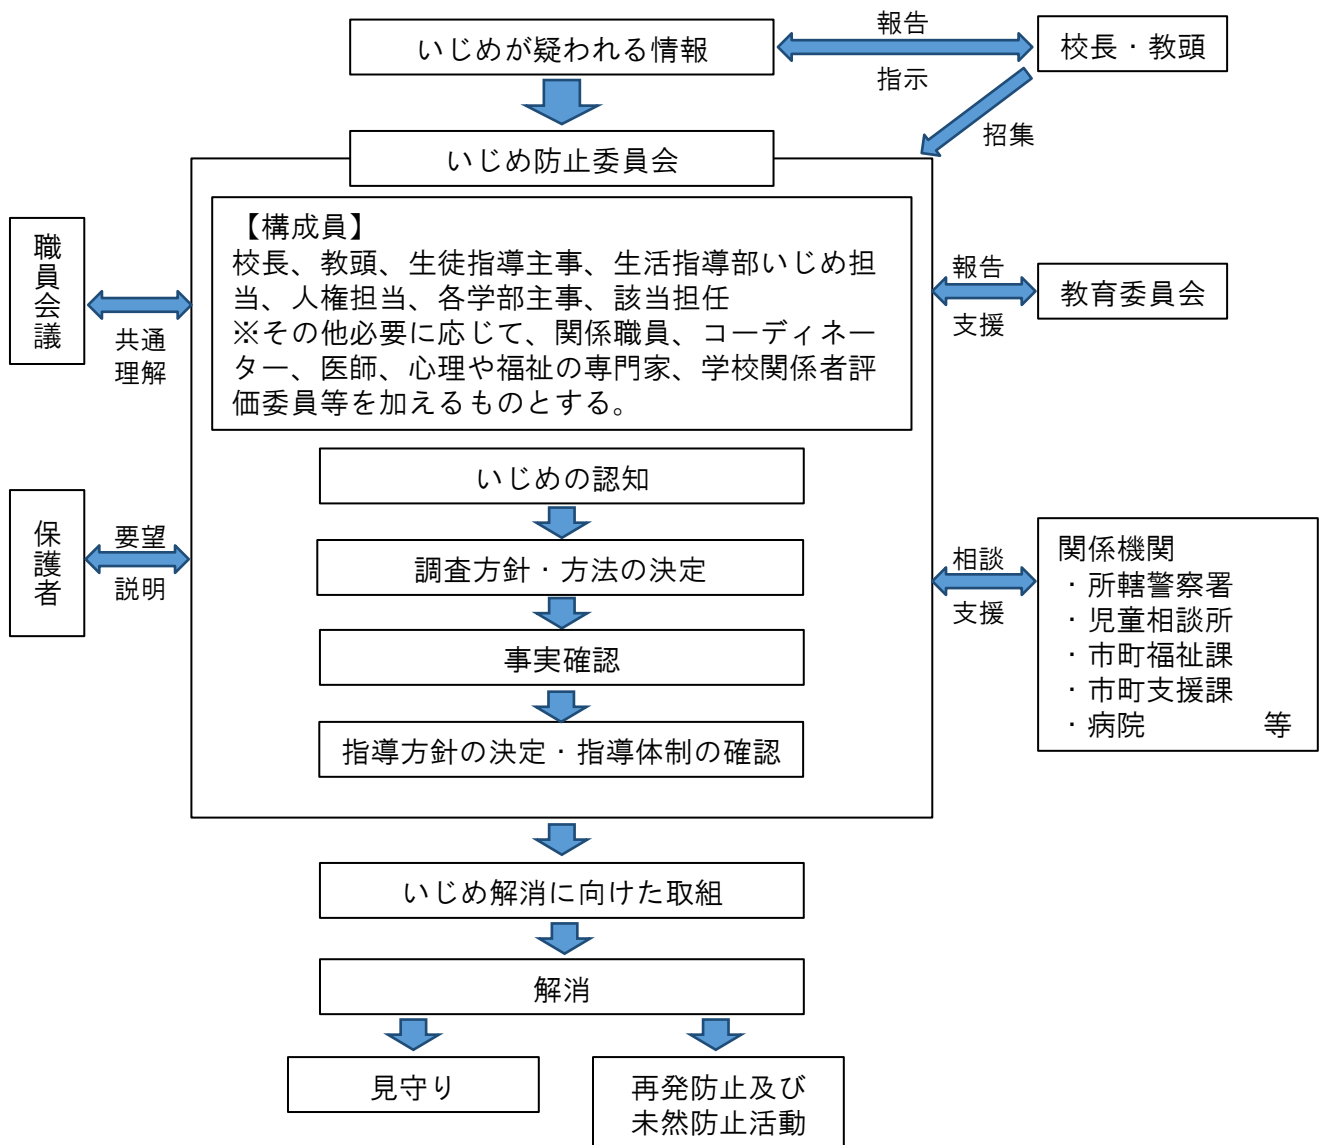 いじめが疑われる情報
報告
指示
校長・教頭
招集
いじめ防止委員会
【構成員】
校長、教頭、生徒指導主事、生活指導部いじめ担
当、人権担当、各学部主事、該当担任
※その他必要に応じて、関係職員、コーディネー
ター、医師、心理や福祉の専門家、学校関係者評
価委員等を加えるものとする。
職員会議
共通
理解
報告
支援
教育委員会
いじめの認知
調査方針・方法の決定
事実確認
指導方針の決定・指導体制の確認
保護者
要望
説明
相談
支援
関係機関
・所轄警察署
・児童相談所
・市町福祉課
・市町支援課
・病院 等
いじめ解消に向けた取組
解消
見守り
再発防止及び
未然防止活動